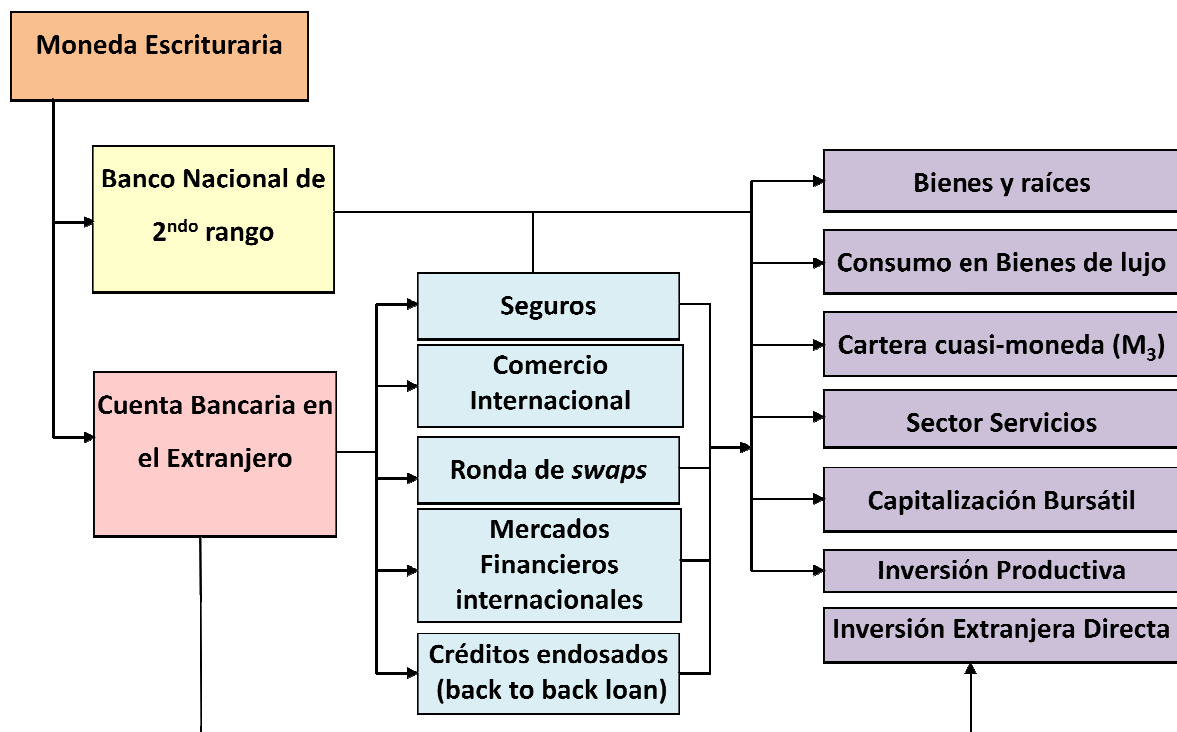 Moneda Escrituraria
Banco Nacional de
2ndo rango
Cuenta Bancaria en
el Extranjero
Seguros
Comercio
Internacional
Ronda de swaps
Mercados
Financieros
internacionales
Créditos endosados
(back to back loan)
Bienes y raíces
Consumo en Bienes de lujo
Cartera cuasi-moneda (M3)
Sector Servicios
Capitalización Bursátil
Inversión Productiva
Inversión Extranjera Directa